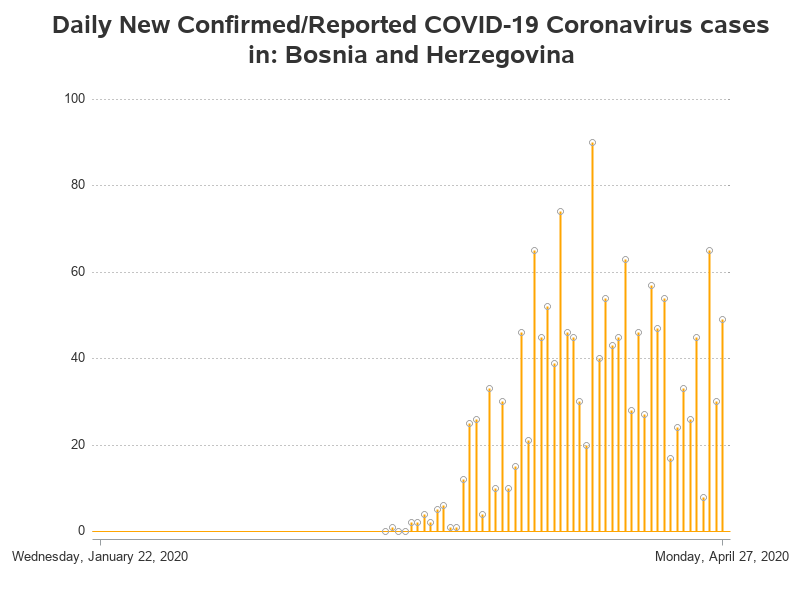 Daily New Confirmed/Reported COVID-19 Coronavirus cases
in: Bosnia and Herzegovina
100
80
60
40
20
0
Wednesday, January 22, 2020
Monday, April 27, 2020